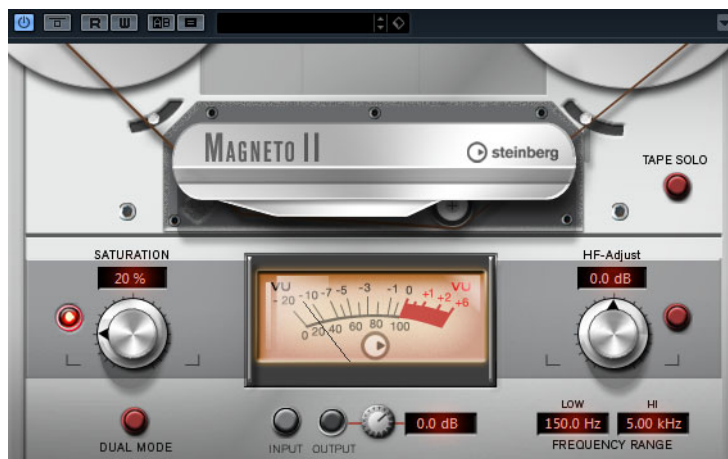 R W AB
MAGNETO II
steinberg
TAPE SOLO
SATURATION
20 %
HF-Adjust
0.0 dB
VU VU
- 20 -10 -7 -5 -3 -1 0 +1 +2 +6
0 20 40 60 80 100
DUAL MODE
INPUT OUTPUT
0.0 dB
LOW HI
150.0 Hz 5.00 kHz
FREQUENCY RANGE